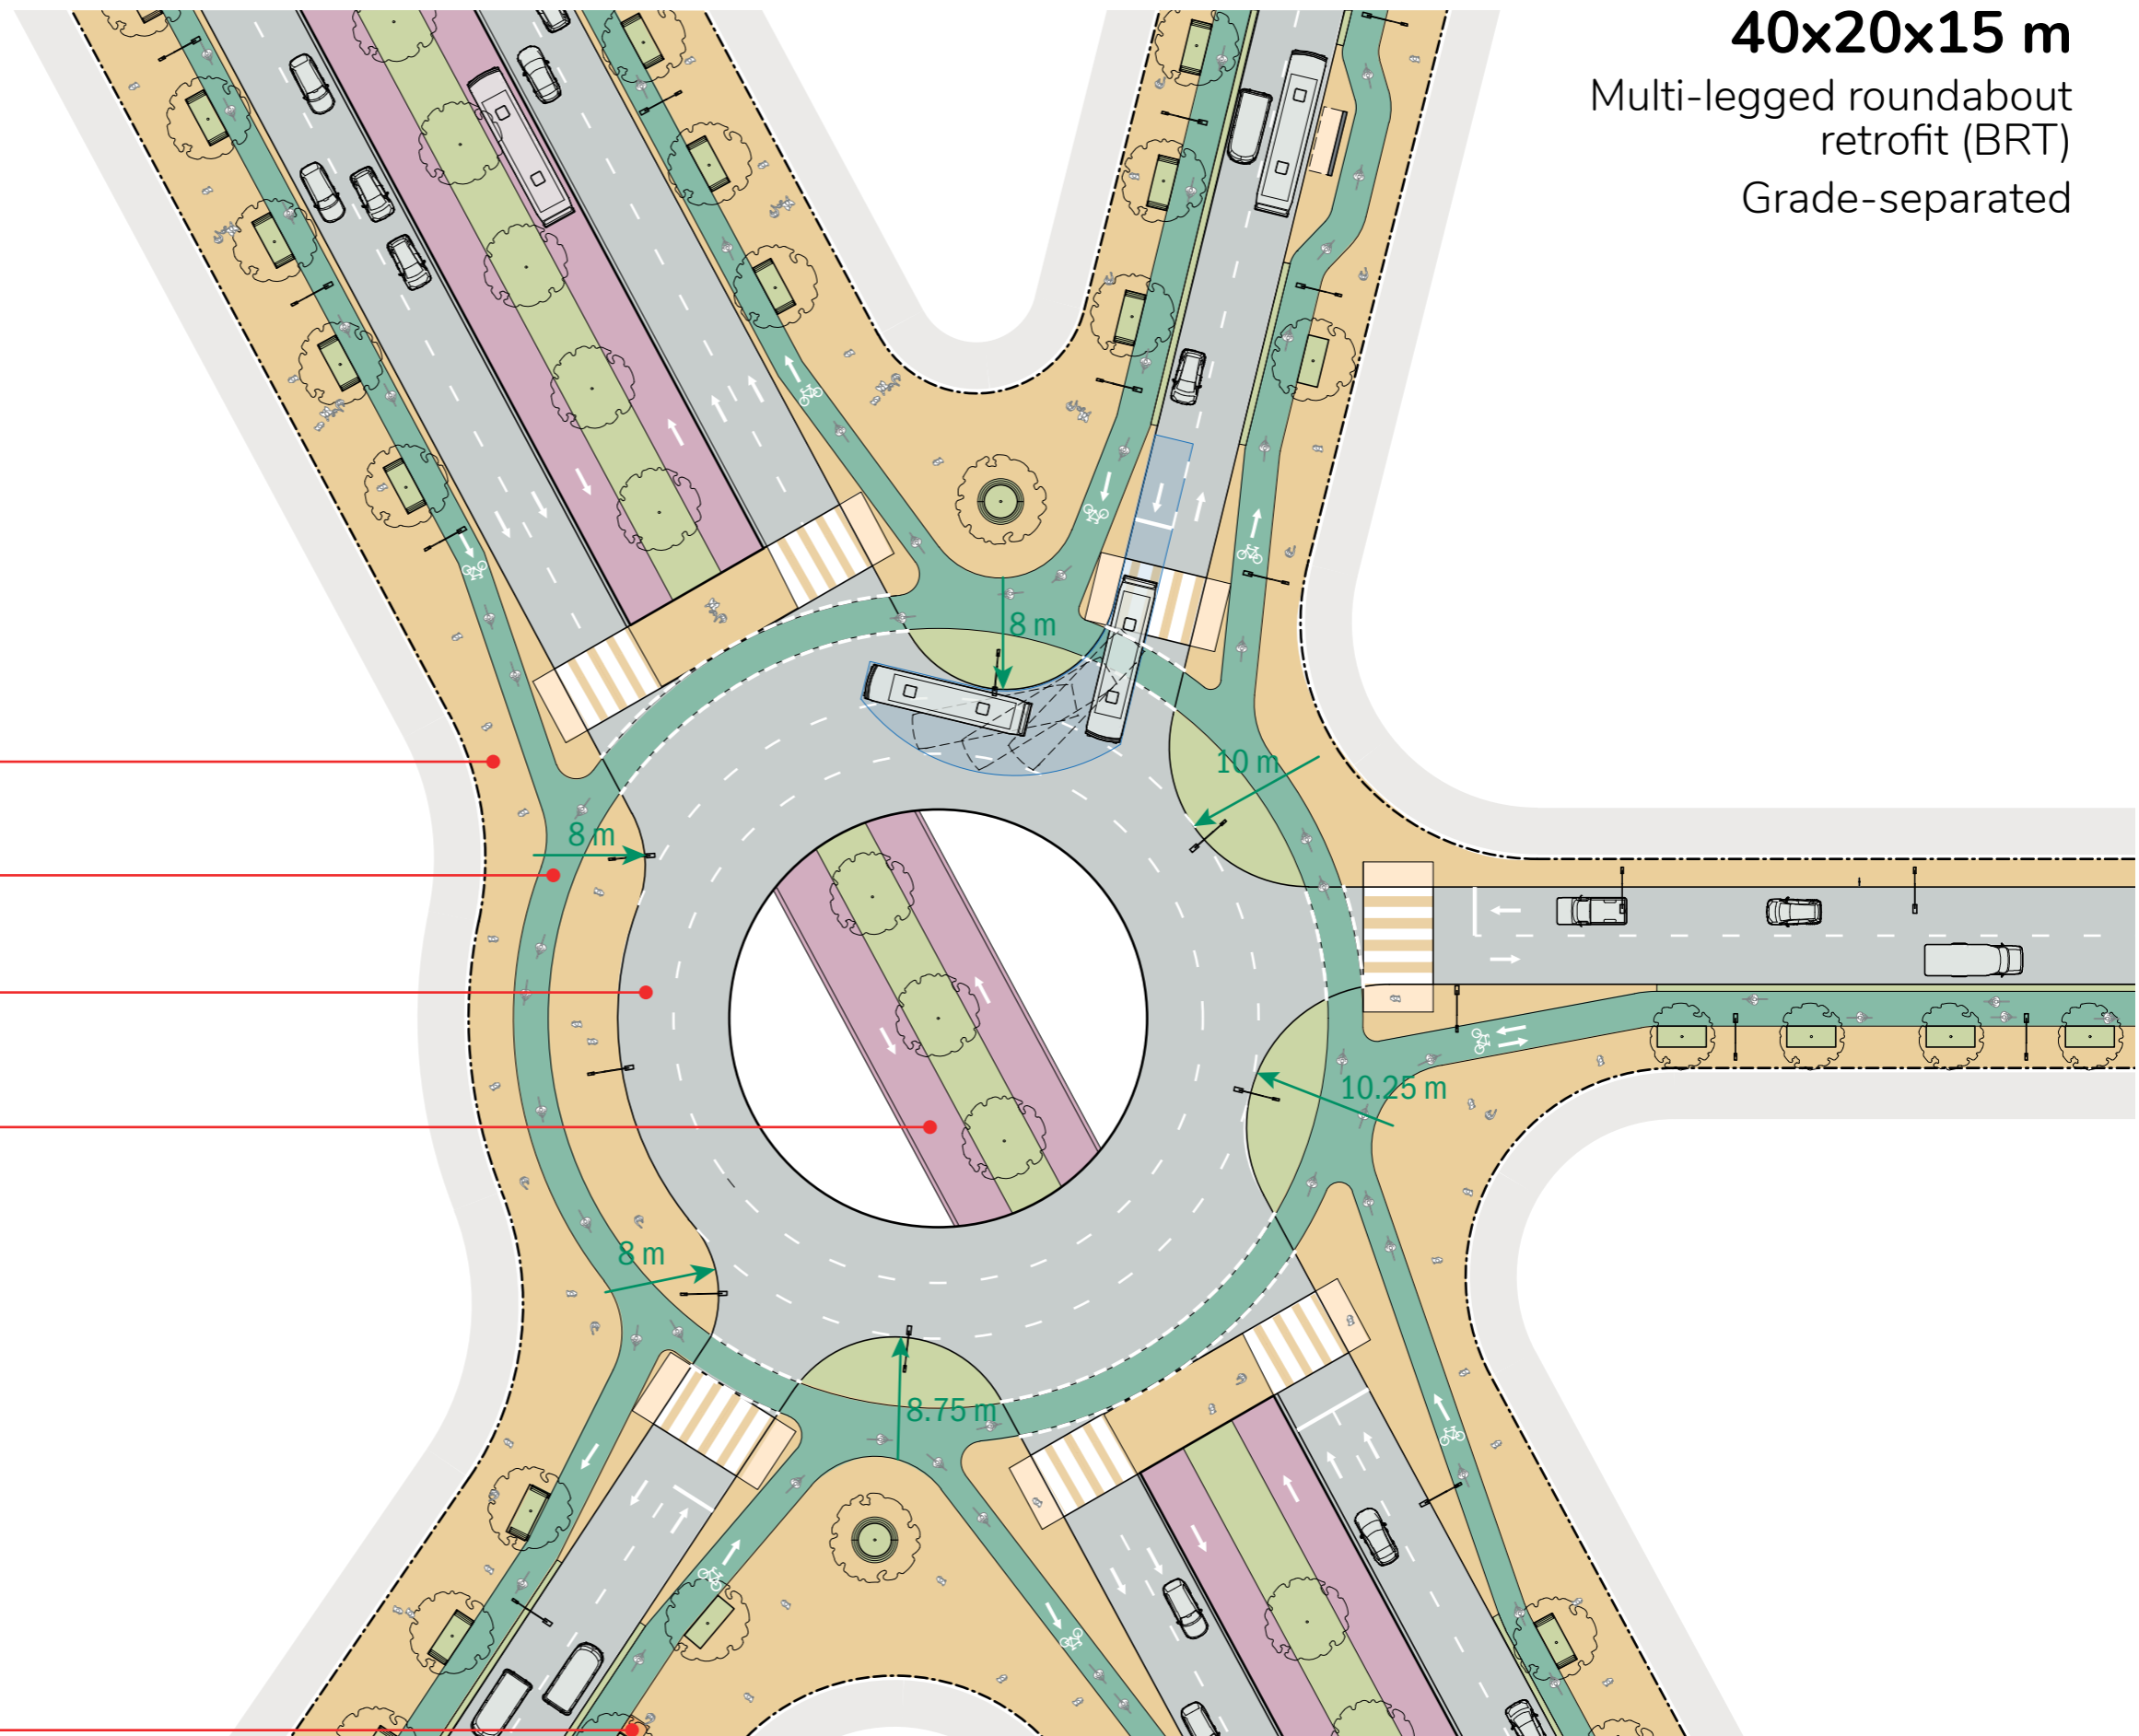 40x20x15 m
Multi-legged roundabout
retrofit (BRT)
Grade-separated
8 m
10 m
8 m
10.25 m
8 m
8.75 m